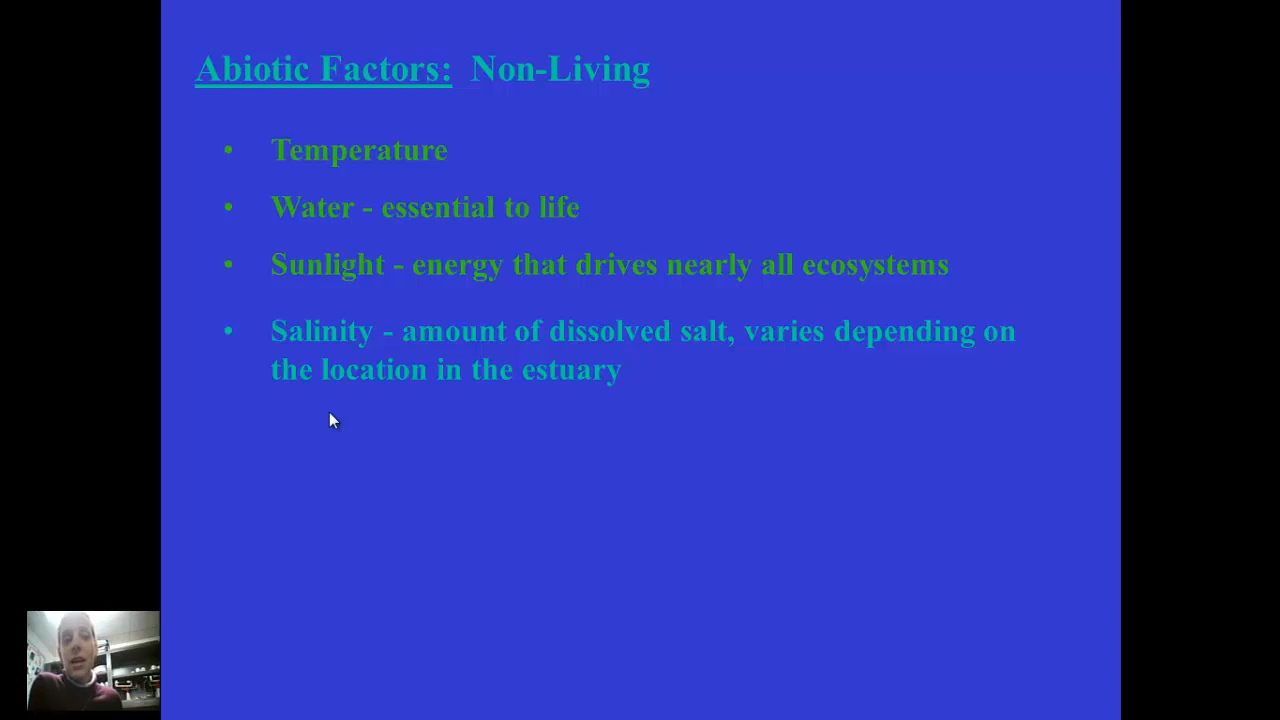 Abiotic Factors: Non-Living
• Temperature
• Water - essential to life
• Sunlight - energy that drives nearly all ecosystems
• Salinity - amount of dissolved salt, varies depending on
the location in the estuary